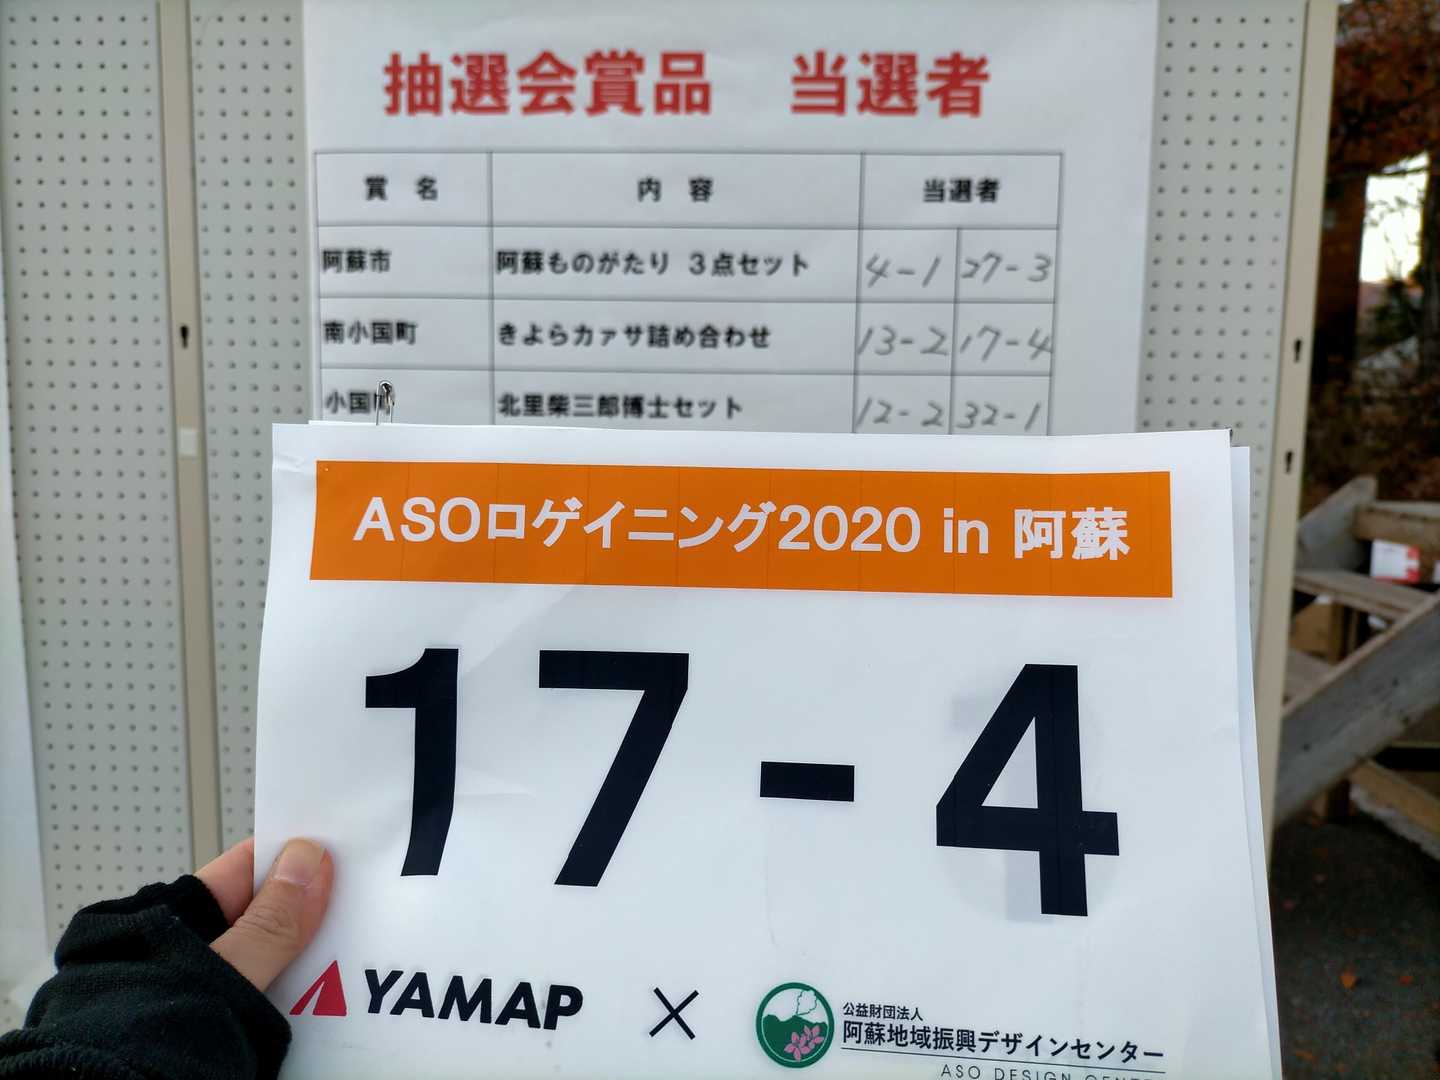 抽選会賞品 当選者
賞 名 内 容 当選者
阿蘇市 阿蘇ものがたり 3点セット 4-1 27-3
南小国町 きよらカァサ詰め合わせ 13-2 17-4
小国町 北里柴三郎博士セット 12-2 32-1
ASOロゲイニング2020 in 阿蘇
17-4
YAMAP ×
公益財団法人
阿蘇地域振興デザインセンター
ASO DESIGN